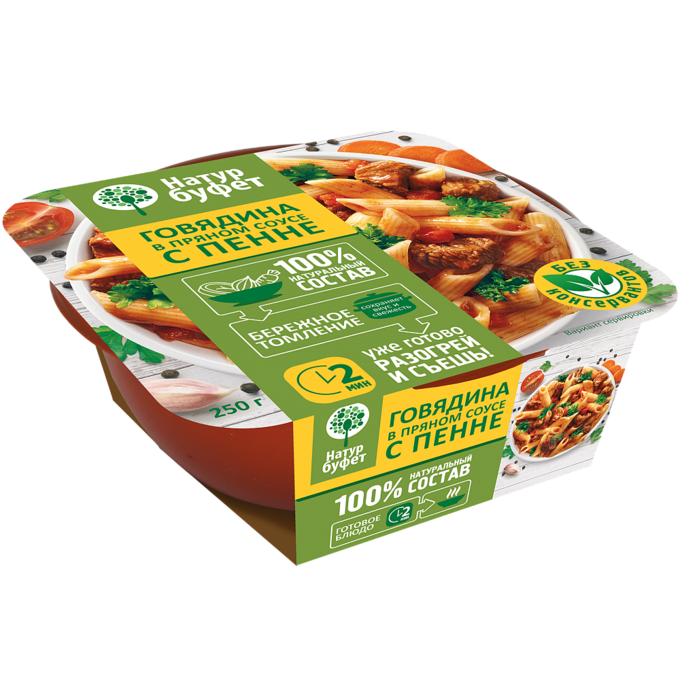 Натур
буфет
ГОВЯДИНА
В ПРЯНОМ СОУСЕ
С ПЕННЕ
100%
НАТУРАЛЬНЫЙ
СОСТАВ
БЕРЕЖНОЕ
ТОМЛЕНИЕ
сохраняет
вкус и
свежесть
уже готово
РАЗОГРЕЙ
И СЪЕШЬ!
2
МИН
250 г
БЕЗ
консервантов
Вариант сервировки
Натур
буфет
ГОВЯДИНА
В ПРЯНОМ СОУСЕ
С ПЕННЕ
100% НАТУРАЛЬНЫЙ
СОСТАВ
ГОТОВОЕ
БЛЮДО
2
МИН